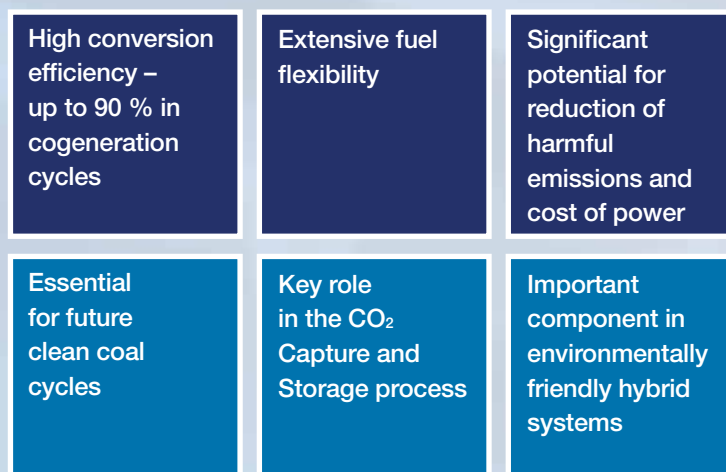 High conversion
efficiency –
up to 90 % in
cogeneration
cycles
Extensive fuel
flexibility
Significant
potential for
reduction of
harmful
emissions and
cost of power
Essential
for future
clean coal
cycles
Key role
in the CO₂
Capture and
Storage process
Important
component in
environmentally
friendly hybrid
systems